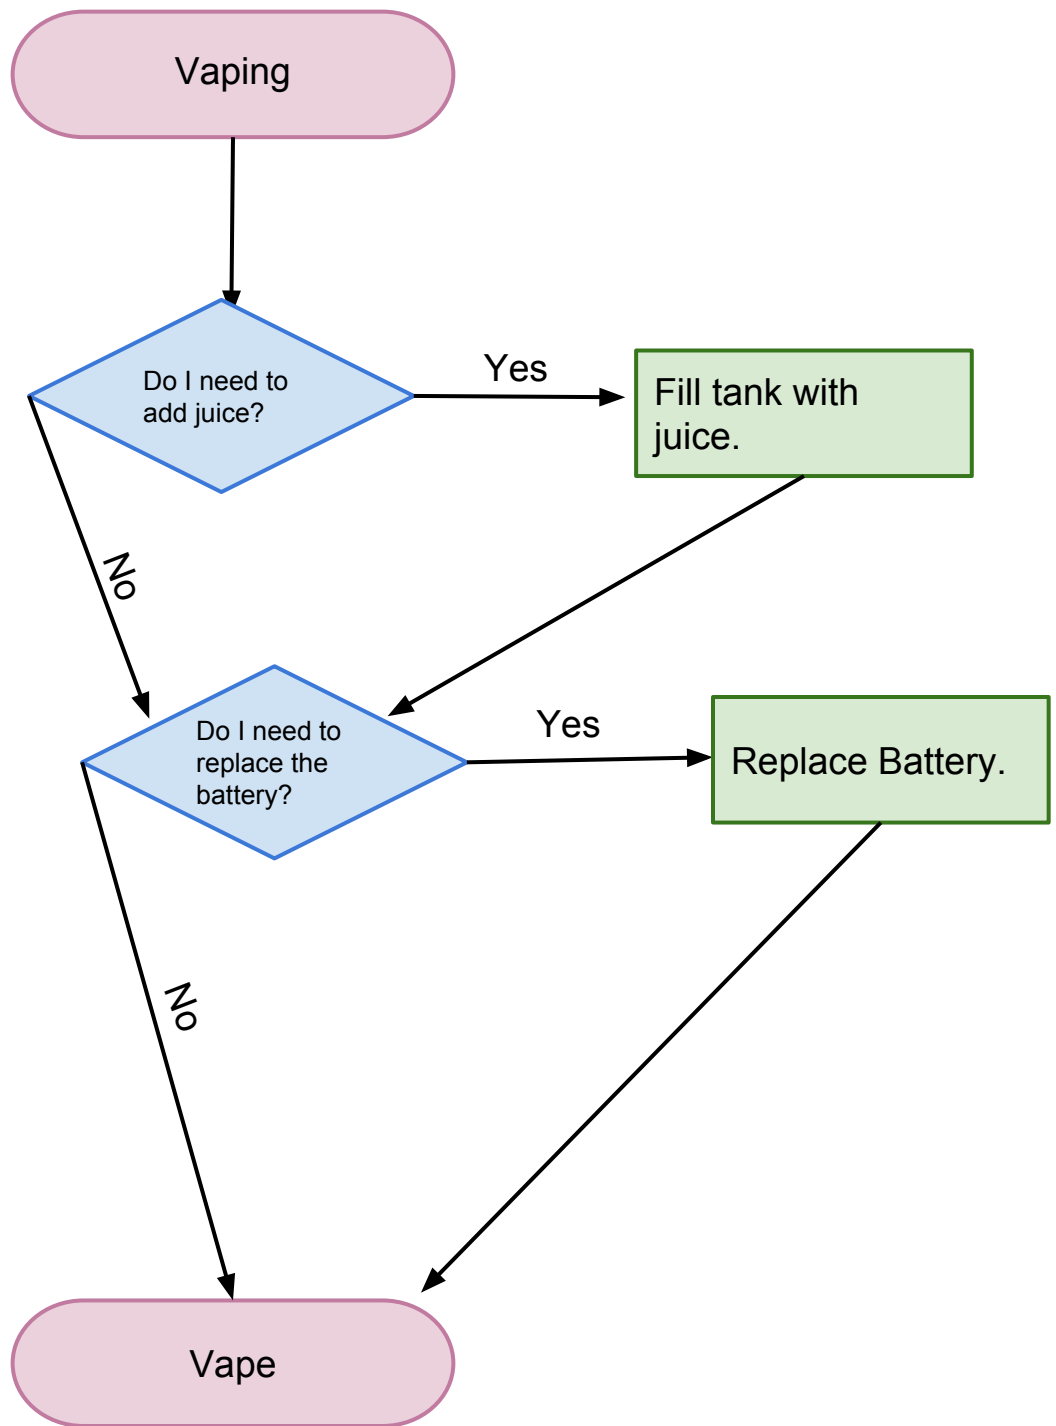 Vaping
Do I need to
add juice?
Yes
Fill tank with
juice.
No
Do I need to
replace the
battery?
Yes
Replace Battery.
No
Vape